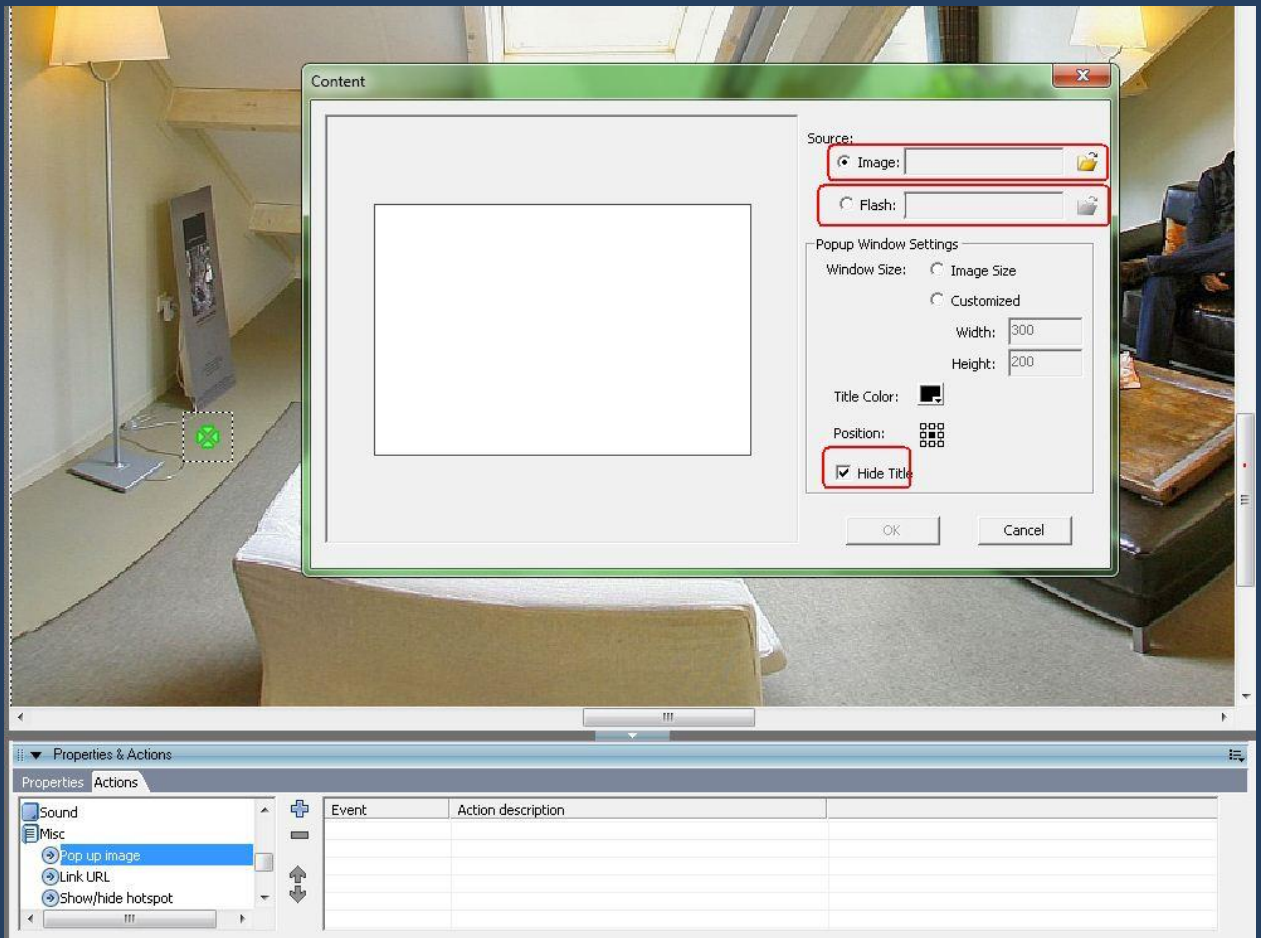 Content
Source:
Image:
Flash:
Popup Window Settings
Window Size: Image Size
Customized
Width: 300
Height: 200
Title Color:
Position:
Hide Title
OK Cancel
Properties & Actions
Properties Actions
Sound
Misc
Pop up image
Link URL
Show/hide hotspot
Event Action description